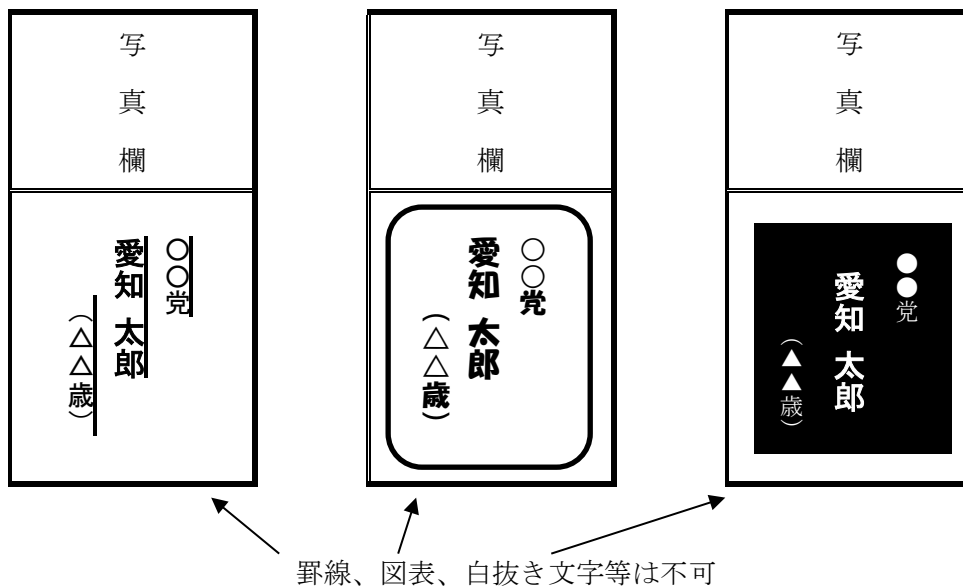 写真欄
○○党
愛知 太郎
（△△歳）
写真欄
○○党
愛知 太郎
（△△歳）
写真欄
●●党
愛知 太郎
（▲▲歳）
罫線、図表、白抜き文字等は不可